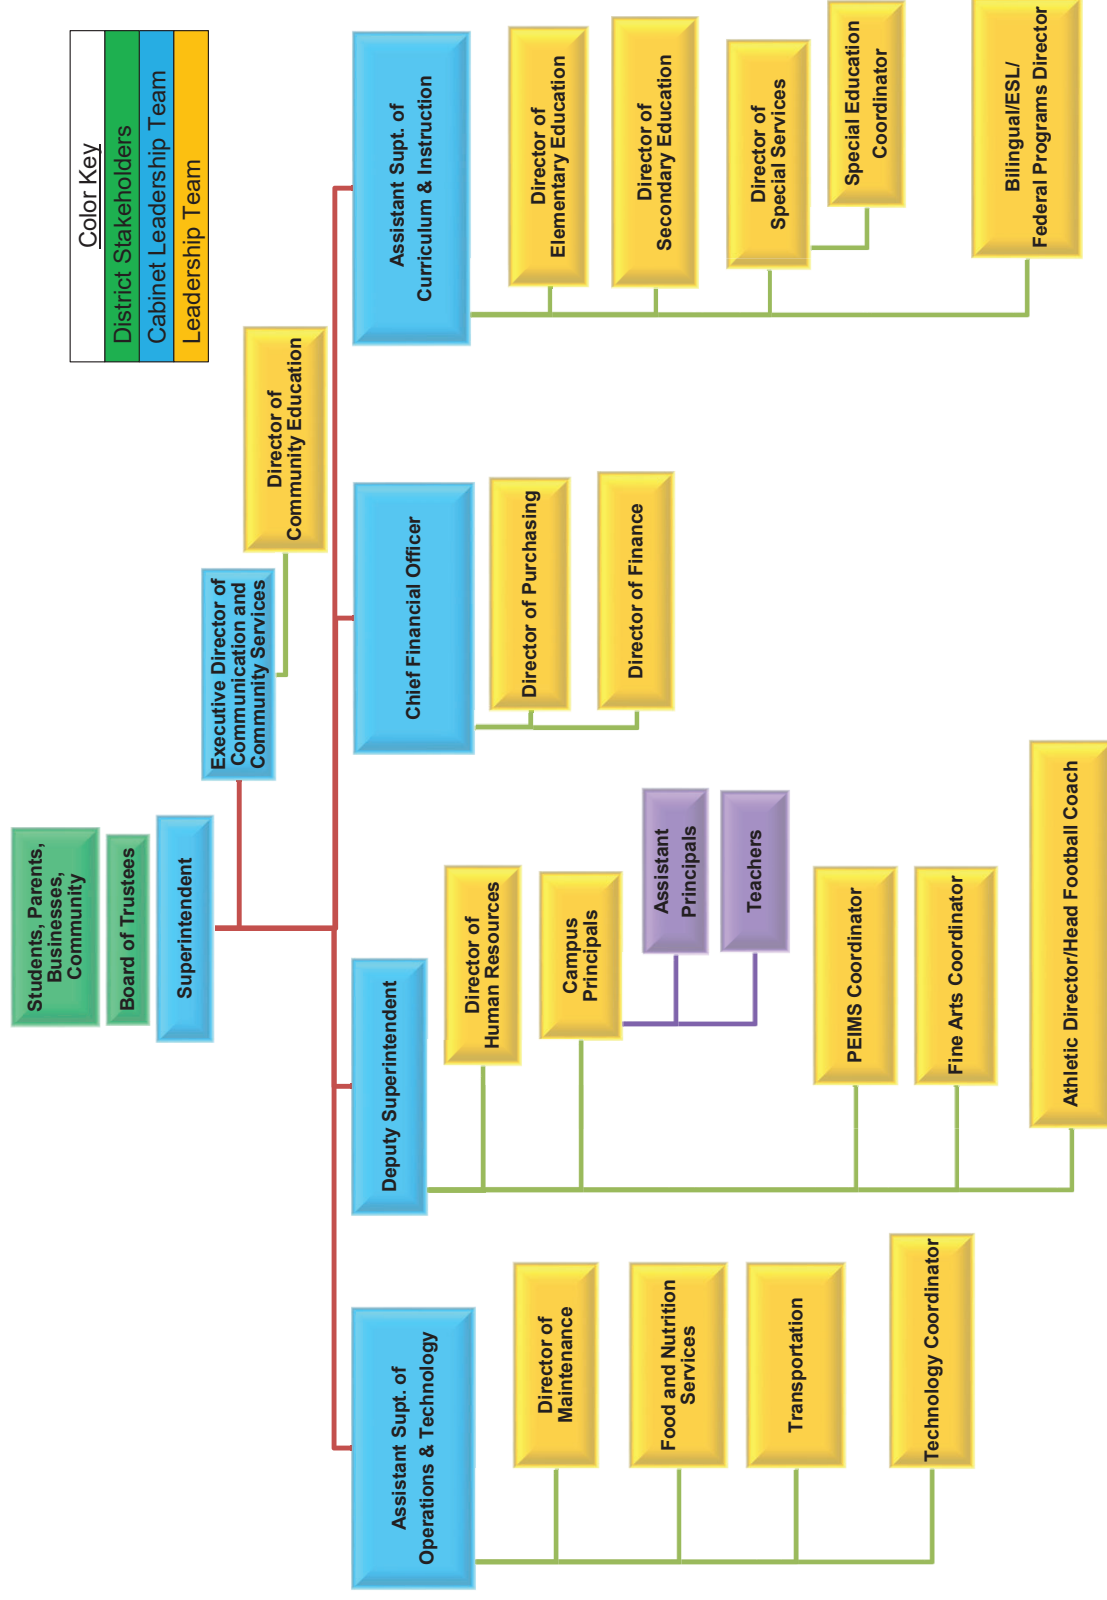 Color Key
District Stakeholders
Cabinet Leadership Team
Leadership Team
Students, Parents,
Businesses,
Community
Board of Trustees
Superintendent
Executive Director of
Communication and
Community Services
Director of
Community Education
Assistant Supt. of
Operations & Technology
Director of
Maintenance
Food and Nutrition
Services
Transportation
Technology Coordinator
Deputy Superintendent
Director of
Human Resources
Campus
Principals
Assistant
Principals
Teachers
PEIMS Coordinator
Fine Arts Coordinator
Athletic Director/Head Football Coach
Chief Financial Officer
Director of Purchasing
Director of Finance
Assistant Supt. of
Curriculum & Instruction
Director of
Elementary Education
Director of
Secondary Education
Director of
Special Services
Special Education
Coordinator
Bilingual/ESL/
Federal Programs Director